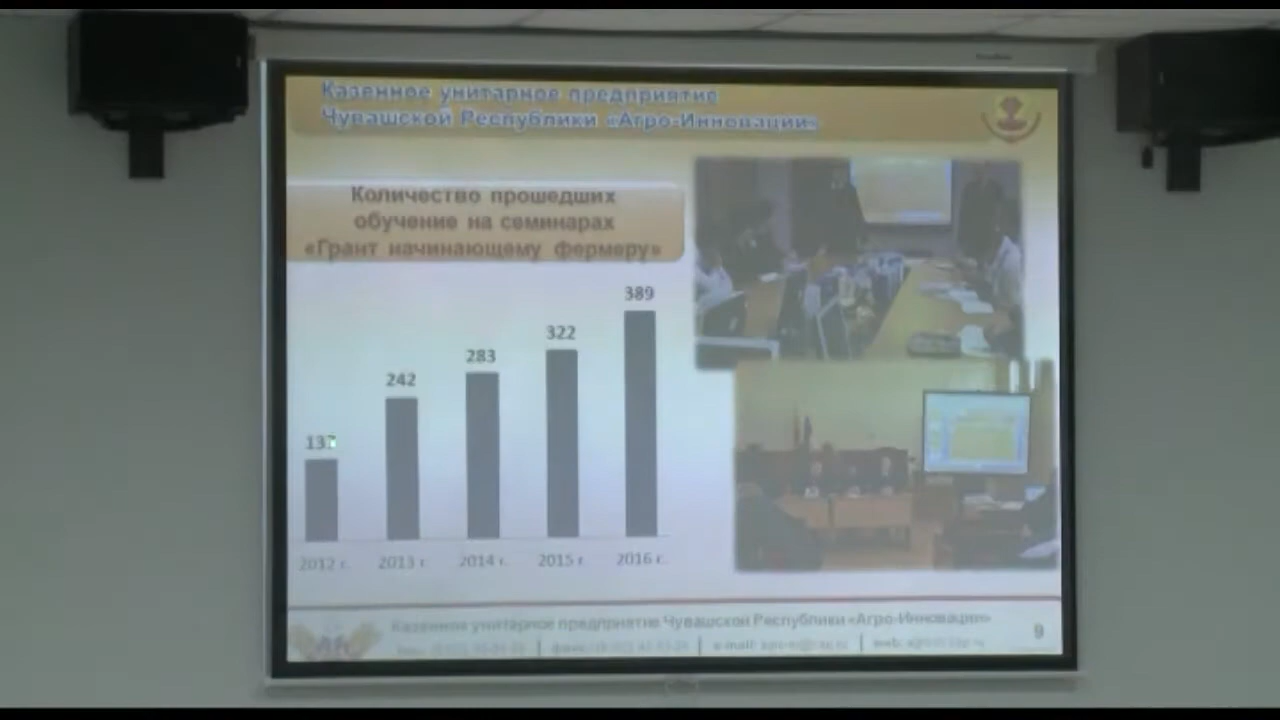 Казенное унитарное предприятие
Чувашской Республики «Агро-Инновации»
Количество прошедших
обучение на семинарах
«Грант начинающему фермеру»
389
322
283
242
137
2012 г.
2013 г.
2014 г.
2015 г.
2016 г.
Казенное унитарное предприятие Чувашской Республики «Агро-Инновации»
9